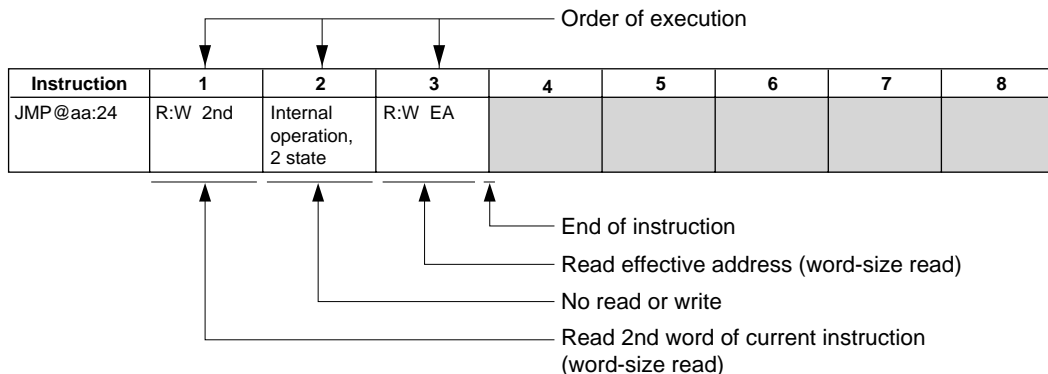 Order of execution
Instruction 1 2 3 4 5 6 7 8
JMP@aa:24 R:W 2nd Internal operation, 2 state R:W EA
End of instruction
Read effective address (word-size read)
No read or write
Read 2nd word of current instruction
(word-size read)